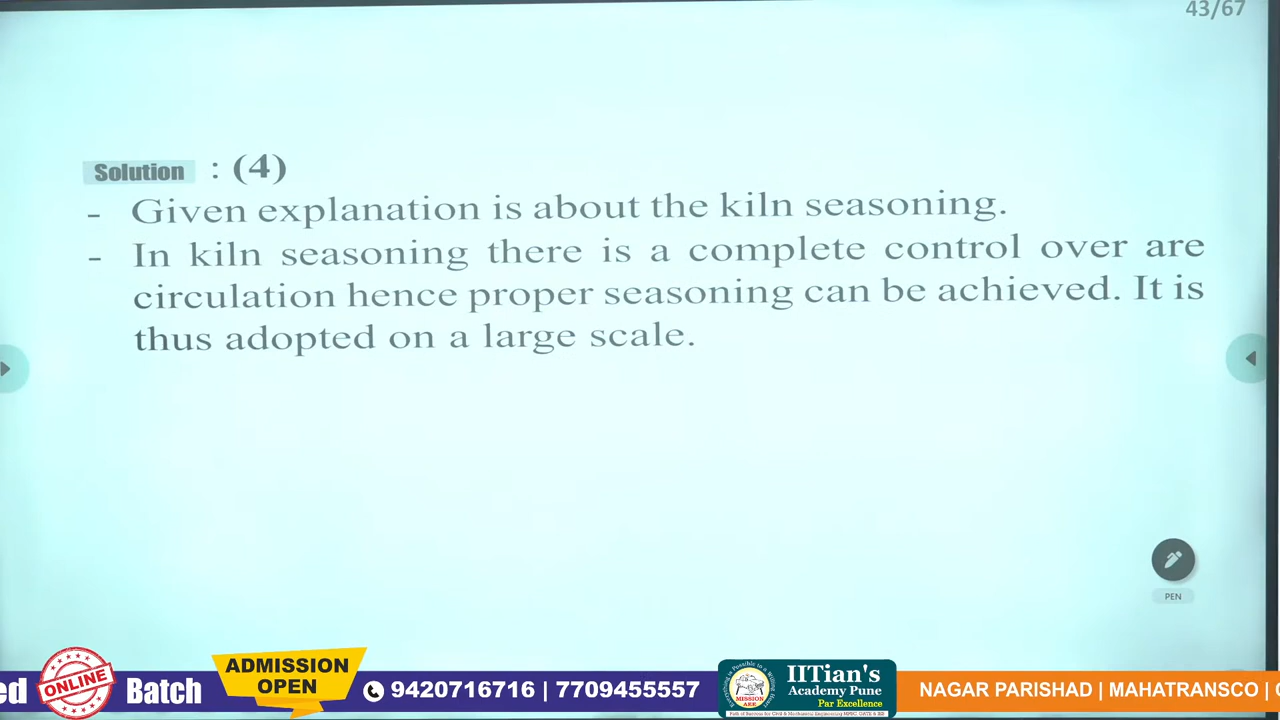 43/67
Solution : (4)
- Given explanation is about the kiln seasoning.
- In kiln seasoning there is a complete control over are
circulation hence proper seasoning can be achieved. It is
thus adopted on a large scale.
PEN
ed
ONLINE
Batch
ADMISSION
OPEN
9420716716 | 7709455557
MISSION
IITian's
Academy Pune
Par Excellence
NAGAR PARISHAD | MAHATRANSCO |